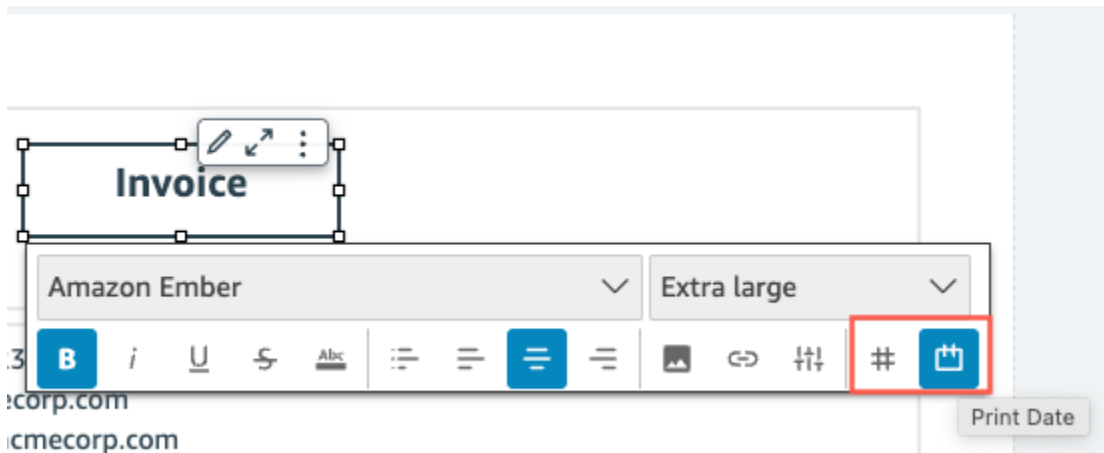 Invoice
Amazon Ember
Extra large
B i U S Abc #
Print Date
ecorp.com
cmecorp.com